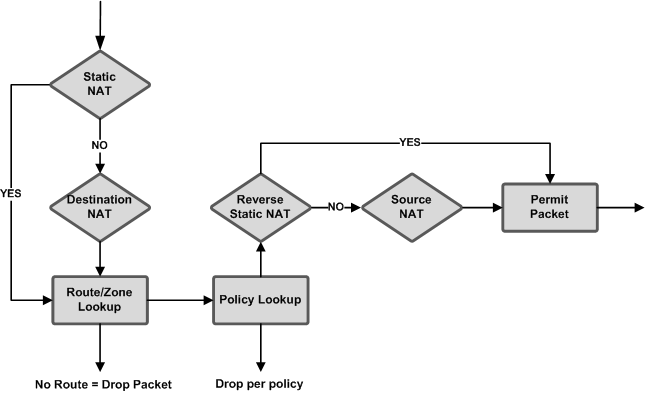 Static
NAT
NO
YES
Destination
NAT
Route/Zone
Lookup
No Route = Drop Packet
Policy Lookup
Drop per policy
Reverse
Static NAT
YES
NO
Source
NAT
Permit
Packet